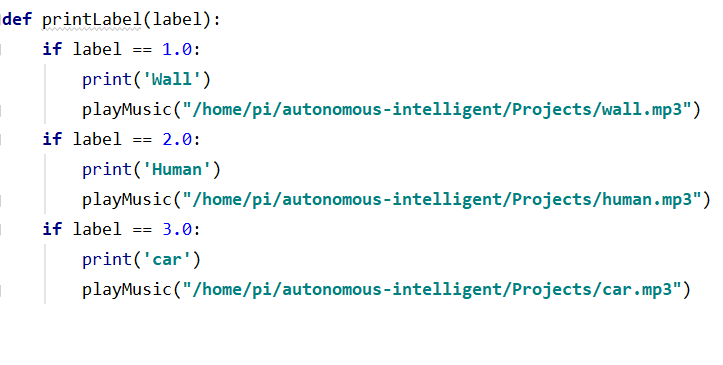 def printLabel(label):
    if label == 1.0:
        print('Wall')
        playMusic("/home/pi/autonomous-intelligent/Projects/wall.mp3")
    if label == 2.0:
        print('Human')
        playMusic("/home/pi/autonomous-intelligent/Projects/human.mp3")
    if label == 3.0:
        print('car')
        playMusic("/home/pi/autonomous-intelligent/Projects/car.mp3")